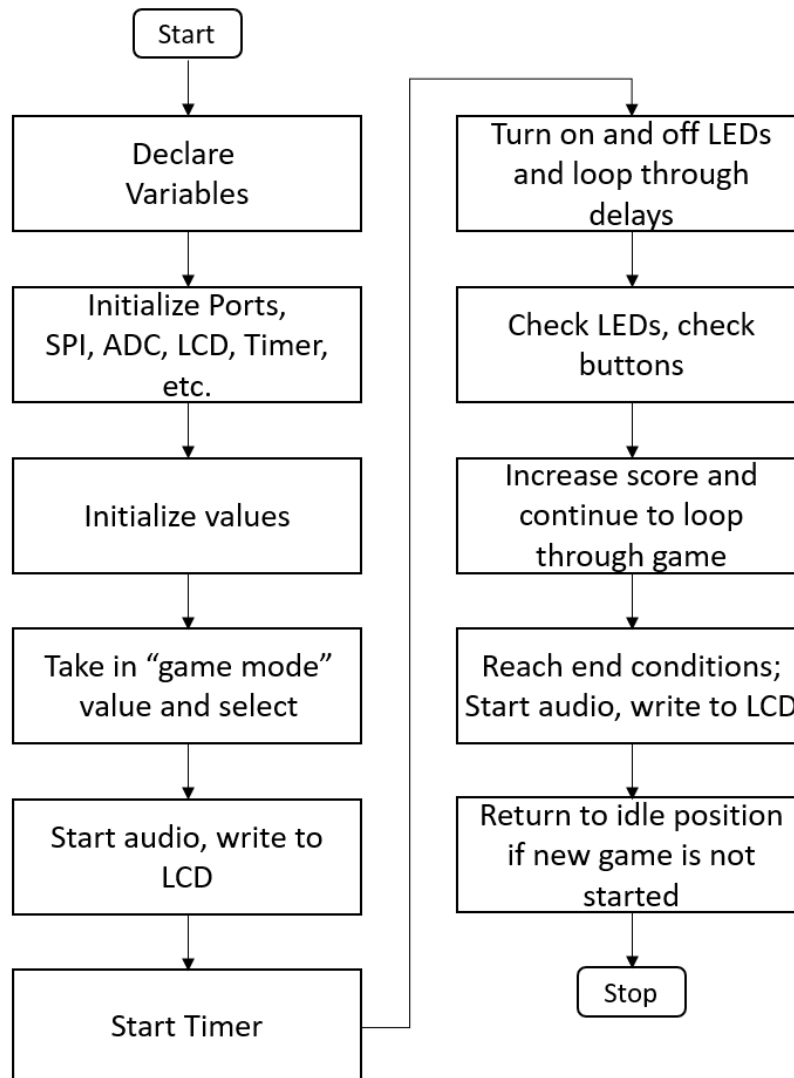 Start
Declare
Variables
Initialize Ports,
SPI, ADC, LCD, Timer,
etc.
Initialize values
Take in “game mode”
value and select
Start audio, write to
LCD
Start Timer
Turn on and off LEDs
and loop through
delays
Check LEDs, check
buttons
Increase score and
continue to loop
through game
Reach end conditions;
Start audio, write to LCD
Return to idle position
if new game is not
started
Stop